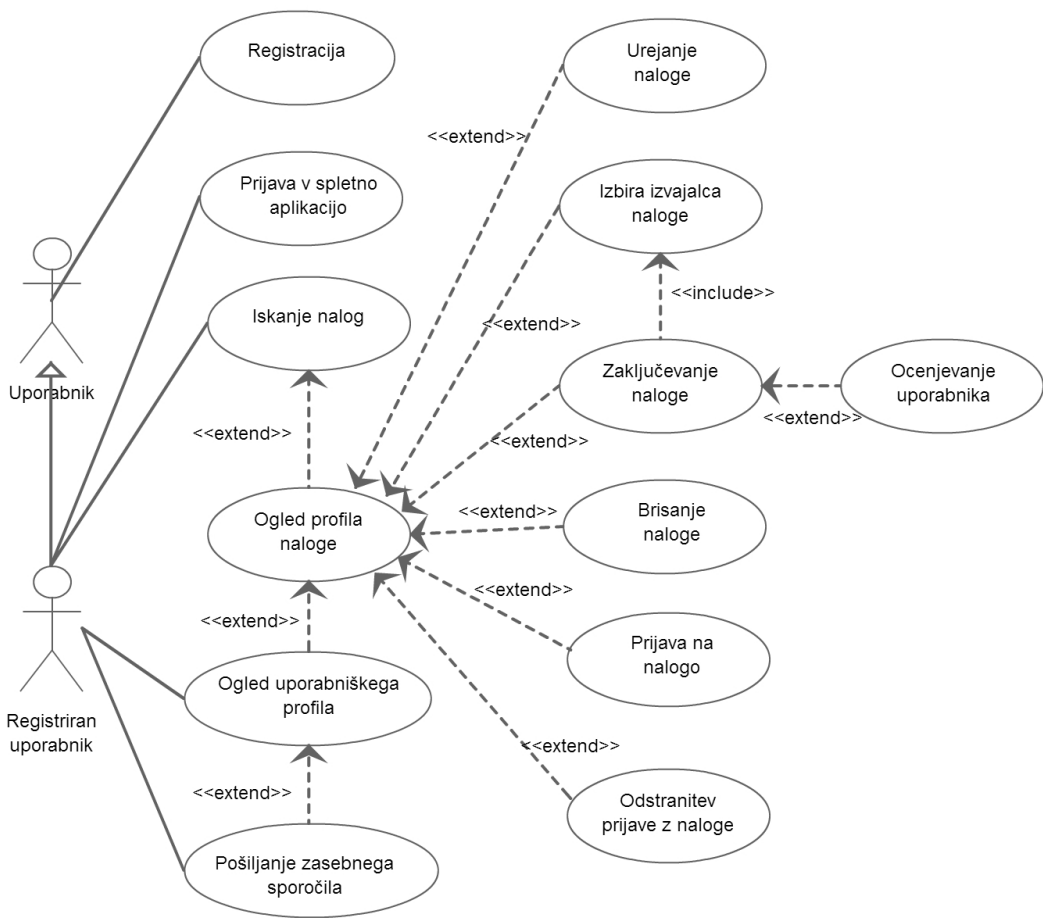 Registracija
Urejanje
naloge
<<extend>>
Prijava v spletno
aplikacijo
Izbira izvajalca
naloge
<<include>>
Iskanje nalog
<<extend>>
Uporabnik
Zaključevanje
naloge
Ocenjevanje
uporabnika
<<extend>>
<<extend>>
<<extend>>
Ogled profila
naloge
<<extend>>
Brisanje
naloge
<<extend>>
<<extend>>
Prijava na
nalogo
Registriran
uporabnik
Ogled uporabniškega
profila
<<extend>>
<<extend>>
Odstranitev
prijave z naloge
Pošiljanje zasebnega
sporočila